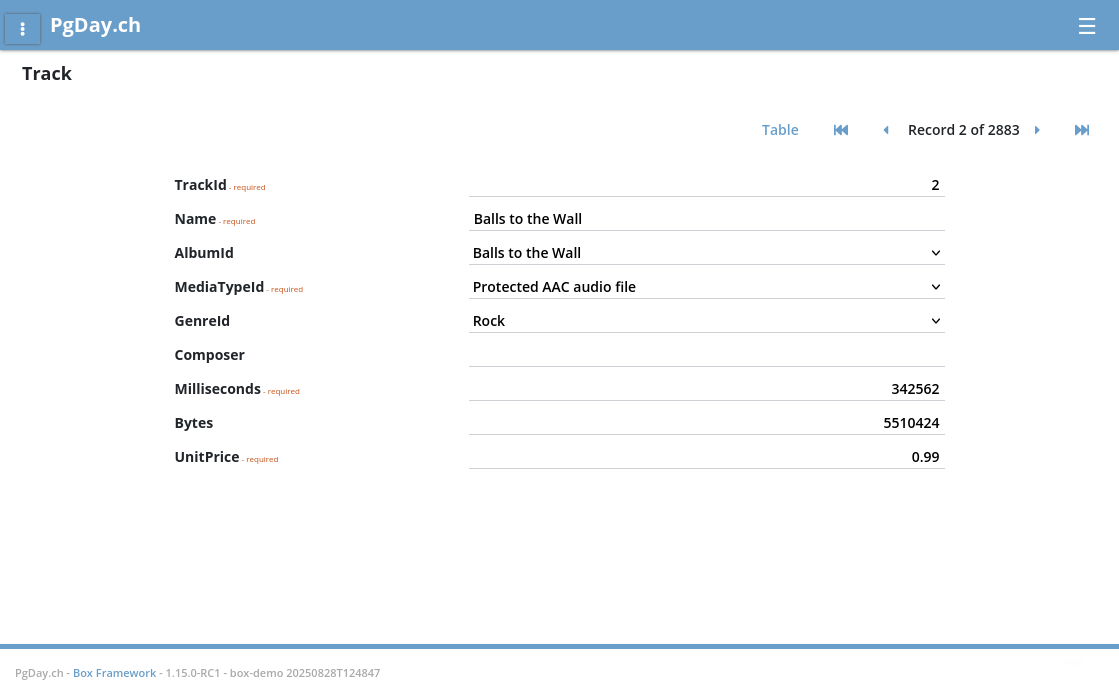 PgDay.ch
Track
Table Record 2 of 2883
TrackId - required 2
Name - required Balls to the Wall
AlbumId Balls to the Wall
MediaTypeId - required Protected AAC audio file
GenreId Rock
Composer
Milliseconds - required 342562
Bytes 5510424
UnitPrice - required 0.99
PgDay.ch - Box Framework - 1.15.0-RC1 - box-demo 20250828T124847